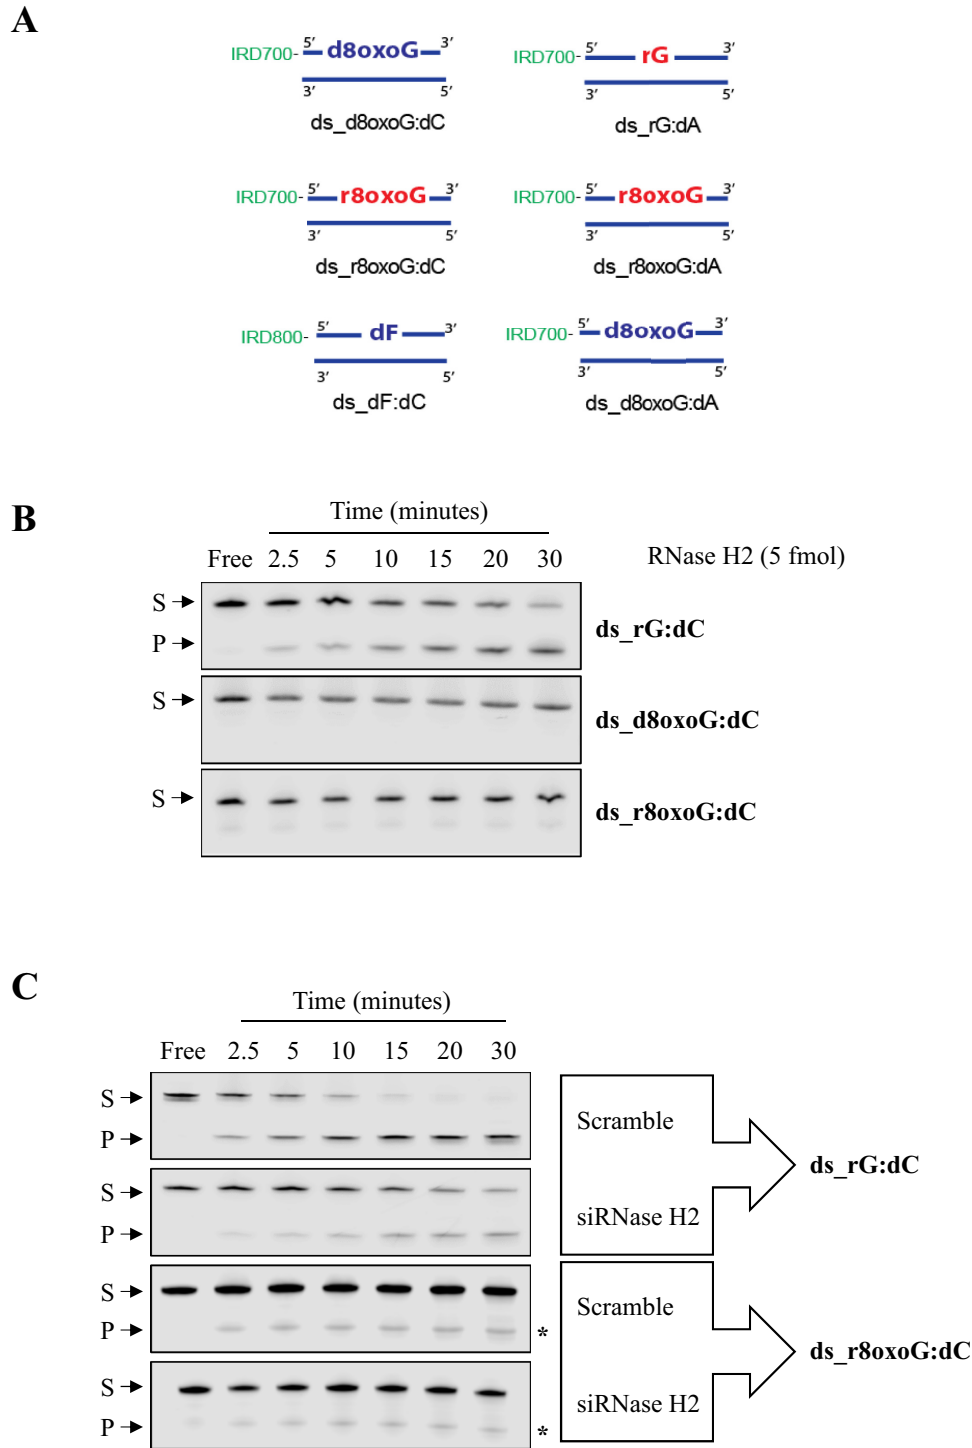 A
IRD700- 5′ d8oxoG 3′
3′ 5′
ds_d8oxoG:dC
IRD700- 5′ rG 3′
3′ 5′
ds_rG:dA
IRD700- 5′ r8oxoG 3′
3′ 5′
ds_r8oxoG:dC
IRD700- 5′ r8oxoG 3′
3′ 5′
ds_r8oxoG:dA
IRD800- 5′ dF 3′
3′ 5′
ds_dF:dC
IRD700- 5′ d8oxoG 3′
3′ 5′
ds_d8oxoG:dA
B
Time (minutes)
Free 2.5 5 10 15 20 30 RNase H2 (5 fmol)
S
P
ds_rG:dC
S
ds_d8oxoG:dC
S
ds_r8oxoG:dC
C
Time (minutes)
Free 2.5 5 10 15 20 30
S
P
Scramble
S
P
siRNase H2
ds_rG:dC
S
P *
Scramble
S
P *
siRNase H2
ds_r8oxoG:dC